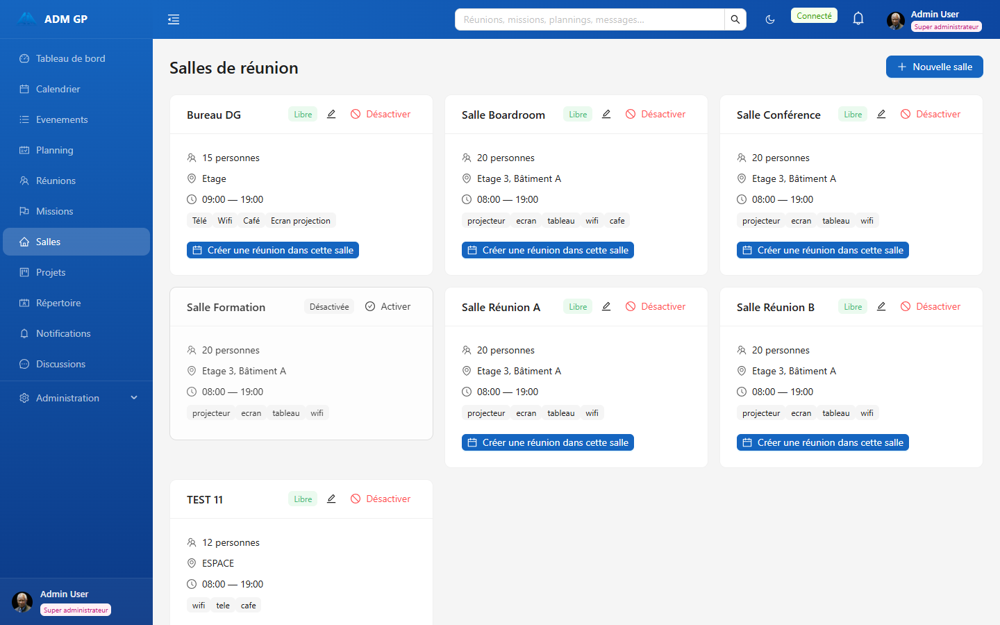 ADM GP
Réunions, missions, plannings, messages...
Connecté
Admin User
Super administrateur
Tableau de bord
Calendrier
Evenements
Planning
Réunions
Missions
Salles
Projets
Répertoire
Notifications
Discussions
Administration
Admin User
Super administrateur
Salles de réunion
Nouvelle salle
Bureau DG
Libre
Désactiver
15 personnes
Etage
09:00 — 19:00
Télé Wifi Café Ecran projection
Créer une réunion dans cette salle
Salle Boardroom
Libre
Désactiver
20 personnes
Etage 3, Bâtiment A
08:00 — 19:00
projecteur ecran tableau wifi cafe
Créer une réunion dans cette salle
Salle Conférence
Libre
Désactiver
20 personnes
Etage 3, Bâtiment A
08:00 — 19:00
projecteur ecran tableau wifi
Créer une réunion dans cette salle
Salle Formation
Désactivée
Activer
20 personnes
Etage 3, Bâtiment A
08:00 — 19:00
projecteur ecran tableau wifi
Salle Réunion A
Libre
Désactiver
20 personnes
Etage 3, Bâtiment A
08:00 — 19:00
projecteur ecran tableau wifi
Créer une réunion dans cette salle
Salle Réunion B
Libre
Désactiver
20 personnes
Etage 3, Bâtiment A
08:00 — 19:00
projecteur ecran tableau wifi
Créer une réunion dans cette salle
TEST 11
Libre
Désactiver
12 personnes
ESPACE
08:00 — 19:00
wifi tele cafe